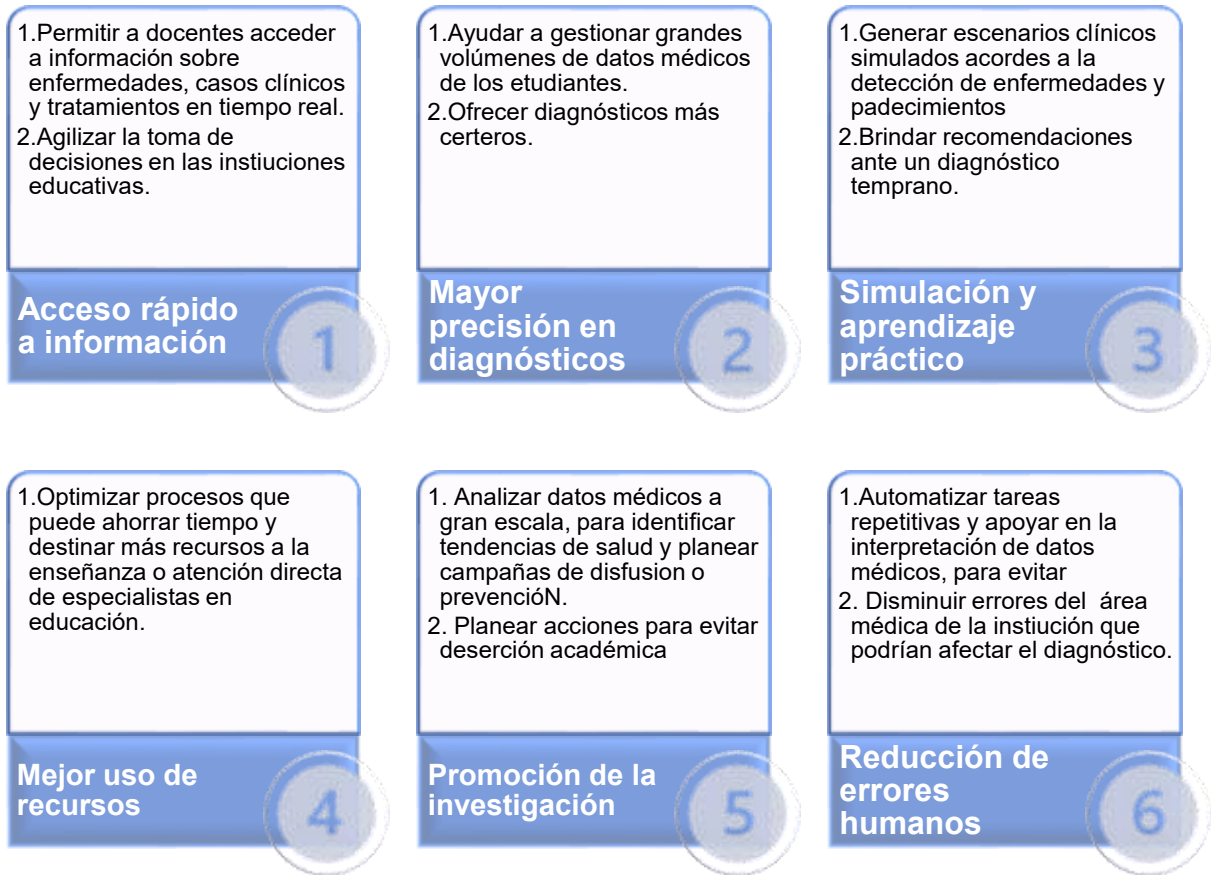 1.Permitir a docentes acceder
a información sobre
enfermedades, casos clínicos
y tratamientos en tiempo real.
2.Agilizar la toma de
decisiones en las instiuciones
educativas.
Acceso rápido
a información
1
1.Ayudar a gestionar grandes
volúmenes de datos médicos
de los etudiantes.
2.Ofrecer diagnósticos más
certeros.
Mayor
precisión en
diagnósticos
2
1.Generar escenarios clínicos
simulados acordes a la
detección de enfermedades y
padecimientos
2.Brindar recomendaciones
ante un diagnóstico
temprano.
Simulación y
aprendizaje
práctico
3
1.Optimizar procesos que
puede ahorrar tiempo y
destinar más recursos a la
enseñanza o atención directa
de especialistas en
educación.
Mejor uso de
recursos
4
1. Analizar datos médicos a
gran escala, para identificar
tendencias de salud y planear
campañas de disfusion o
prevencióN.
2. Planear acciones para evitar
deserción académica
Promoción de la
investigación
5
1.Automatizar tareas
repetitivas y apoyar en la
interpretación de datos
médicos, para evitar
2. Disminuir errores del  área
médica de la instiución que
podrían afectar el diagnóstico.
Reducción de
errores
humanos
6